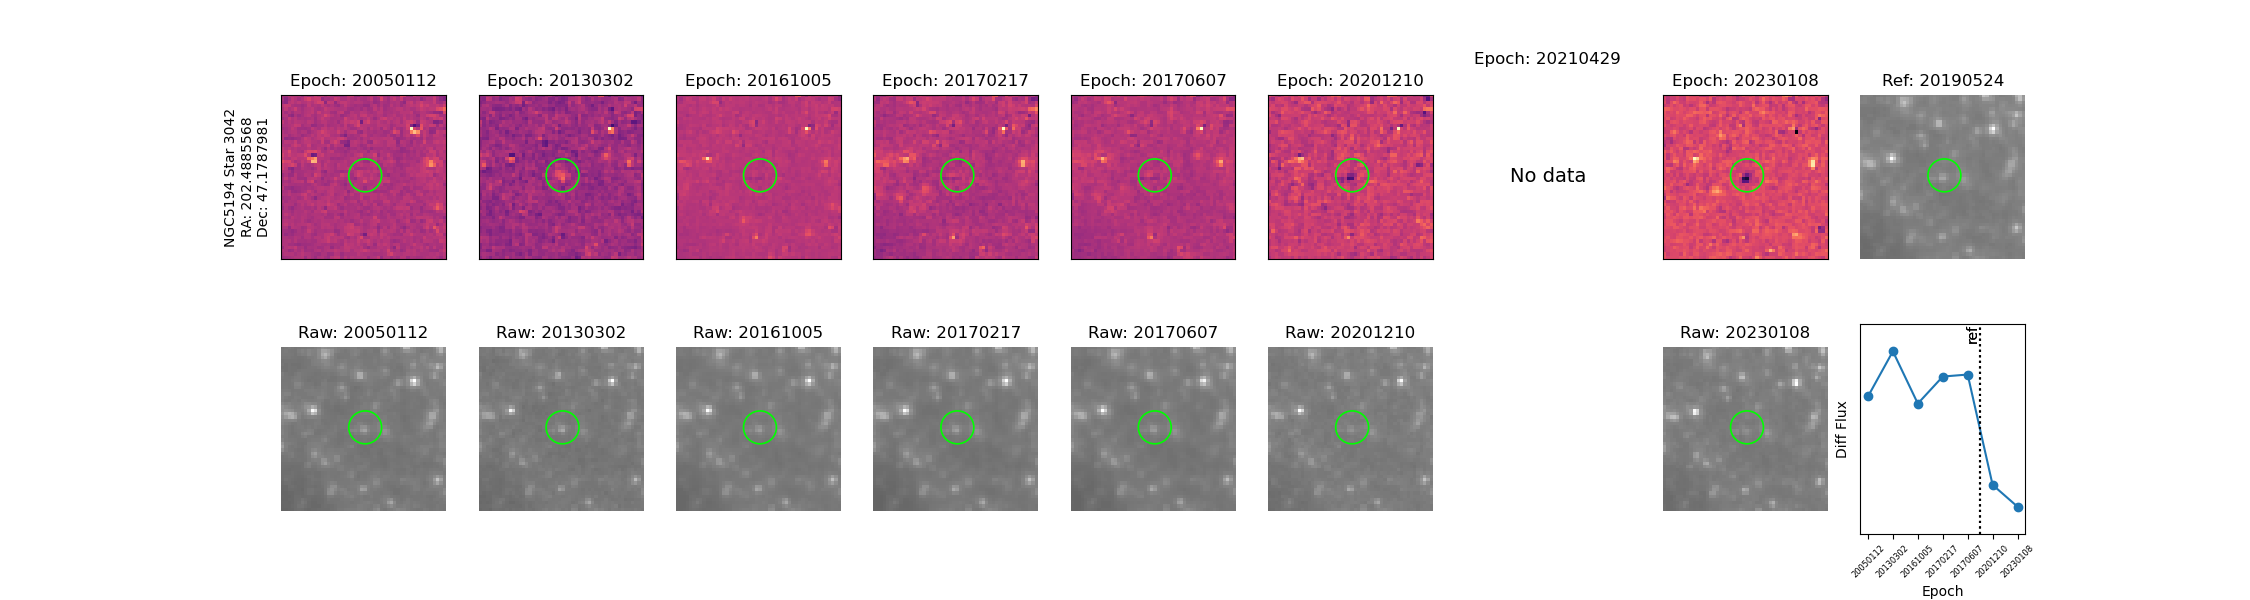 NGC5194 Star 3042
RA: 202.4885568
Dec: 47.1787981
Epoch: 20050112
Epoch: 20130302
Epoch: 20161005
Epoch: 20170217
Epoch: 20170607
Epoch: 20201210
Epoch: 20210429
No data
Epoch: 20230108
Ref: 20190524
Raw: 20050112
Raw: 20130302
Raw: 20161005
Raw: 20170217
Raw: 20170607
Raw: 20201210
Raw: 20230108
ref
Diff Flux
20050112
20130302
20161005
20170217
20170607
20201210
20230108
Epoch